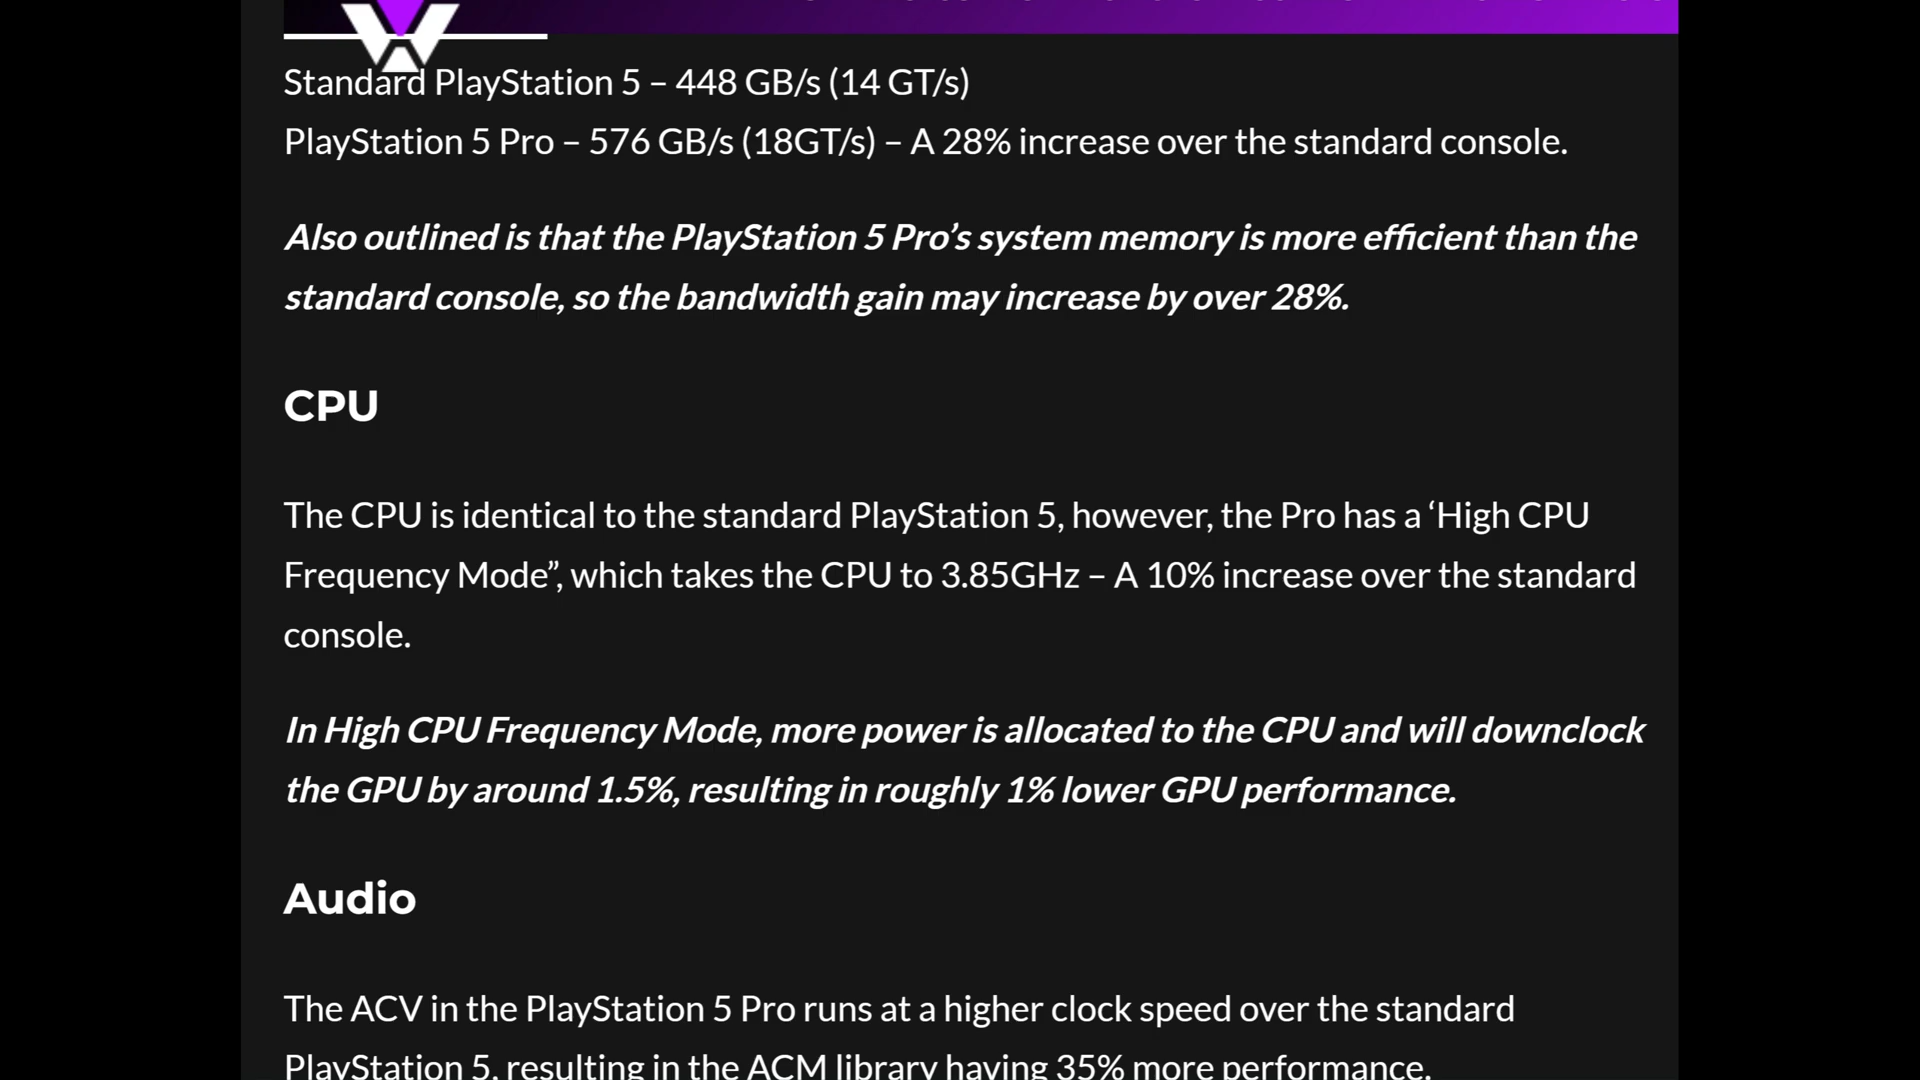 Standard PlayStation 5 – 448 GB/s (14 GT/s)
PlayStation 5 Pro – 576 GB/s (18GT/s) – A 28% increase over the standard console.
Also outlined is that the PlayStation 5 Pro’s system memory is more efficient than the
standard console, so the bandwidth gain may increase by over 28%.
CPU
The CPU is identical to the standard PlayStation 5, however, the Pro has a ‘High CPU
Frequency Mode”, which takes the CPU to 3.85GHz – A 10% increase over the standard
console.
In High CPU Frequency Mode, more power is allocated to the CPU and will downclock
the GPU by around 1.5%, resulting in roughly 1% lower GPU performance.
Audio
The ACV in the PlayStation 5 Pro runs at a higher clock speed over the standard
PlayStation 5, resulting in the ACM library having 35% more performance.